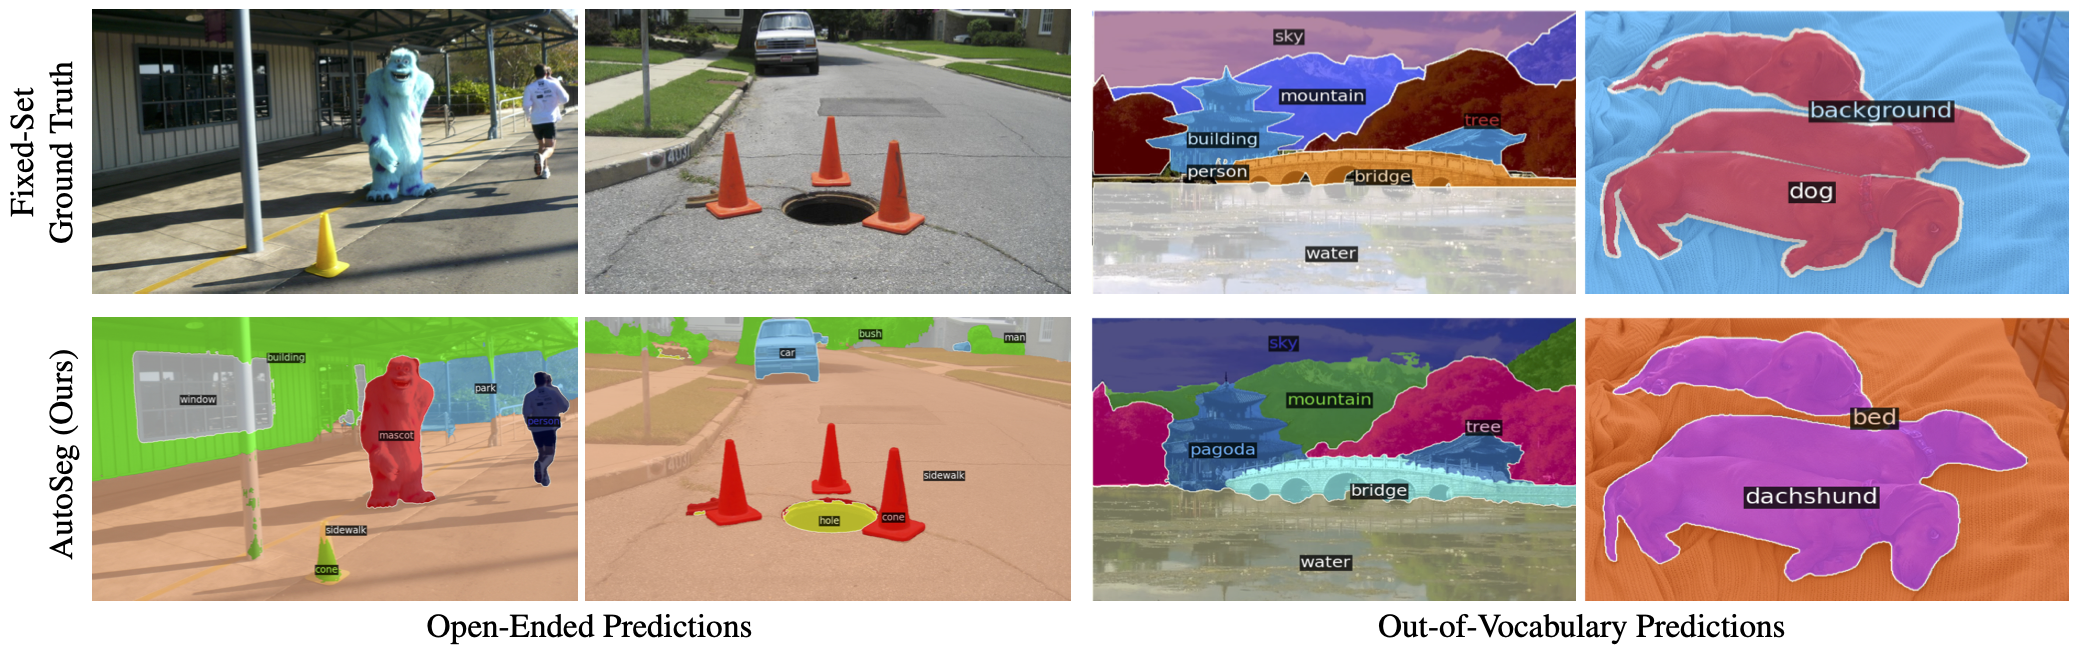 Fixed-Set
Ground Truth
sky
mountain
building
tree
person
bridge
water
background
dog
AutoSeg (Ours)
building
window
park
person
mascot
sidewalk
cone
car
bush
man
sidewalk
hole
cone
sky
mountain
pagoda
tree
bridge
water
bed
dachshund
Open-Ended Predictions
Out-of-Vocabulary Predictions